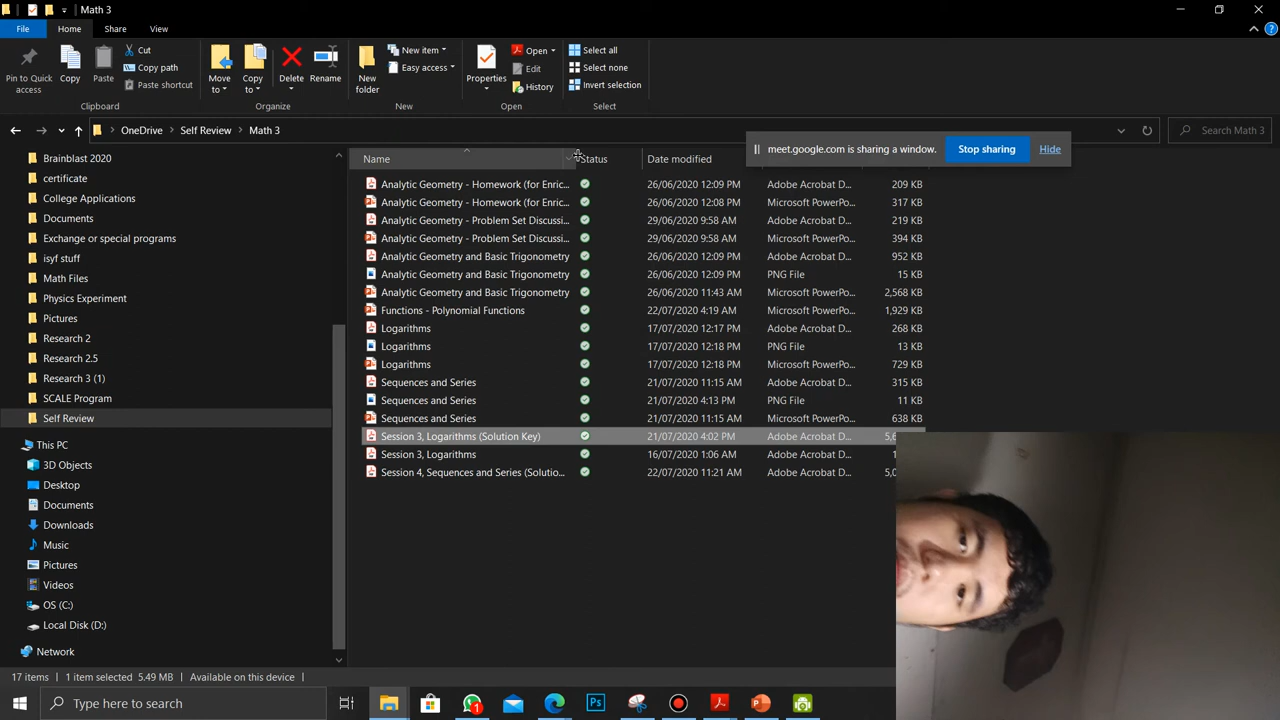 Math 3
File Home Share View
Pin to Quick access
Copy
Paste
Cut
Copy path
Paste shortcut
Clipboard
Move to
Copy to
Delete
Rename
Organize
New folder
New item
Easy access
New
Properties
Open
Edit
History
Open
Select all
Select none
Invert selection
Select
OneDrive Self Review Math 3
Search Math 3
meet.google.com is sharing a window. Stop sharing Hide
Brainblast 2020
certificate
College Applications
Documents
Exchange or special programs
isyf stuff
Math Files
Physics Experiment
Pictures
Research 2
Research 2.5
Research 3 (1)
SCALE Program
Self Review
This PC
3D Objects
Desktop
Documents
Downloads
Music
Pictures
Videos
OS (C:)
Local Disk (D:)
Network
Name Status Date modified
Analytic Geometry - Homework (for Enric... 26/06/2020 12:09 PM Adobe Acrobat D... 209 KB
Analytic Geometry - Homework (for Enric... 26/06/2020 12:08 PM Microsoft PowerPo... 317 KB
Analytic Geometry - Problem Set Discussi... 29/06/2020 9:58 AM Adobe Acrobat D... 219 KB
Analytic Geometry - Problem Set Discussi... 29/06/2020 9:58 AM Microsoft PowerPo... 394 KB
Analytic Geometry and Basic Trigonometry 26/06/2020 12:09 PM Adobe Acrobat D... 952 KB
Analytic Geometry and Basic Trigonometry 26/06/2020 12:09 PM PNG File 15 KB
Analytic Geometry and Basic Trigonometry 26/06/2020 11:43 AM Microsoft PowerPo... 2,568 KB
Functions - Polynomial Functions 22/07/2020 4:19 AM Microsoft PowerPo... 1,929 KB
Logarithms 17/07/2020 12:17 PM Adobe Acrobat D... 268 KB
Logarithms 17/07/2020 12:18 PM PNG File 13 KB
Logarithms 17/07/2020 12:18 PM Microsoft PowerPo... 729 KB
Sequences and Series 21/07/2020 11:15 AM Adobe Acrobat D... 315 KB
Sequences and Series 21/07/2020 4:13 PM PNG File 11 KB
Sequences and Series 21/07/2020 11:15 AM Microsoft PowerPo... 638 KB
Session 3, Logarithms (Solution Key) 21/07/2020 4:02 PM Adobe Acrobat D... 5,6
Session 3, Logarithms 16/07/2020 1:06 AM Adobe Acrobat D... 1
Session 4, Sequences and Series (Solutio... 22/07/2020 11:21 AM Adobe Acrobat D... 5,0
17 items 1 item selected 5.49 MB Available on this device
Type here to search
1
Ps